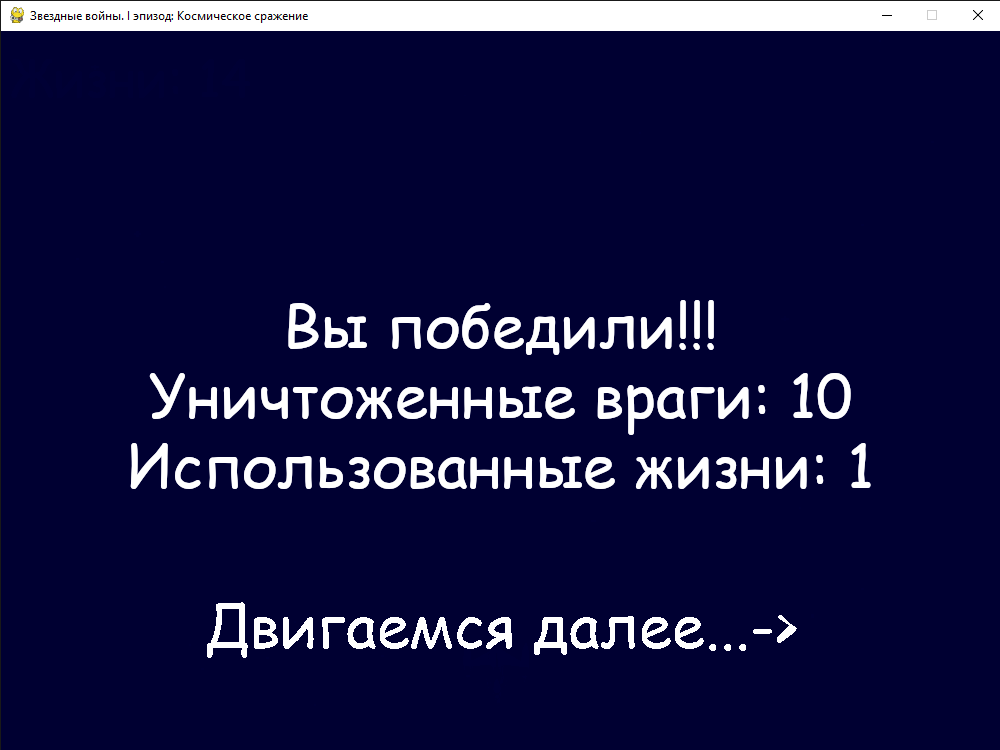 Звездные войны. I эпизод: Космическое сражение
Вы победили!!!
Уничтоженные враги: 10
Использованные жизни: 1
Двигаемся далее...->